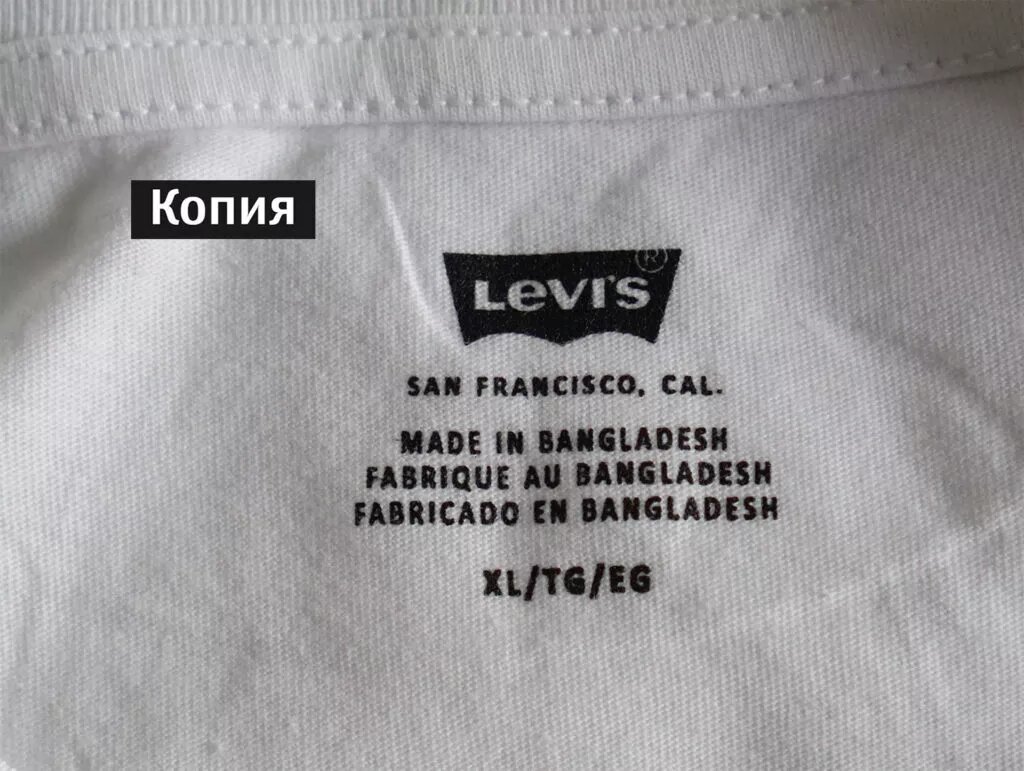 Копия
Levi's ®
SAN FRANCISCO, CAL.
MADE IN BANGLADESH
FABRIQUE AU BANGLADESH
FABRICADO EN BANGLADESH
XL/TG/EG